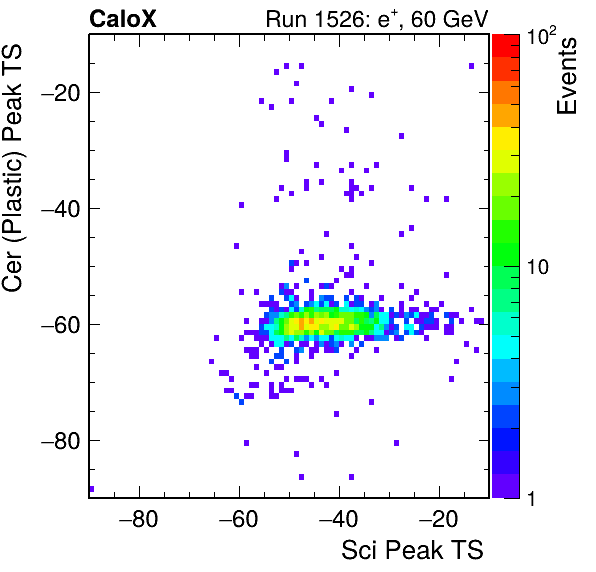 CaloX Run 1526: e⁺, 60 GeV
Cer (Plastic) Peak TS
−20
−40
−60
−80
−80 −60 −40 −20
Sci Peak TS
10²
10
1
Events